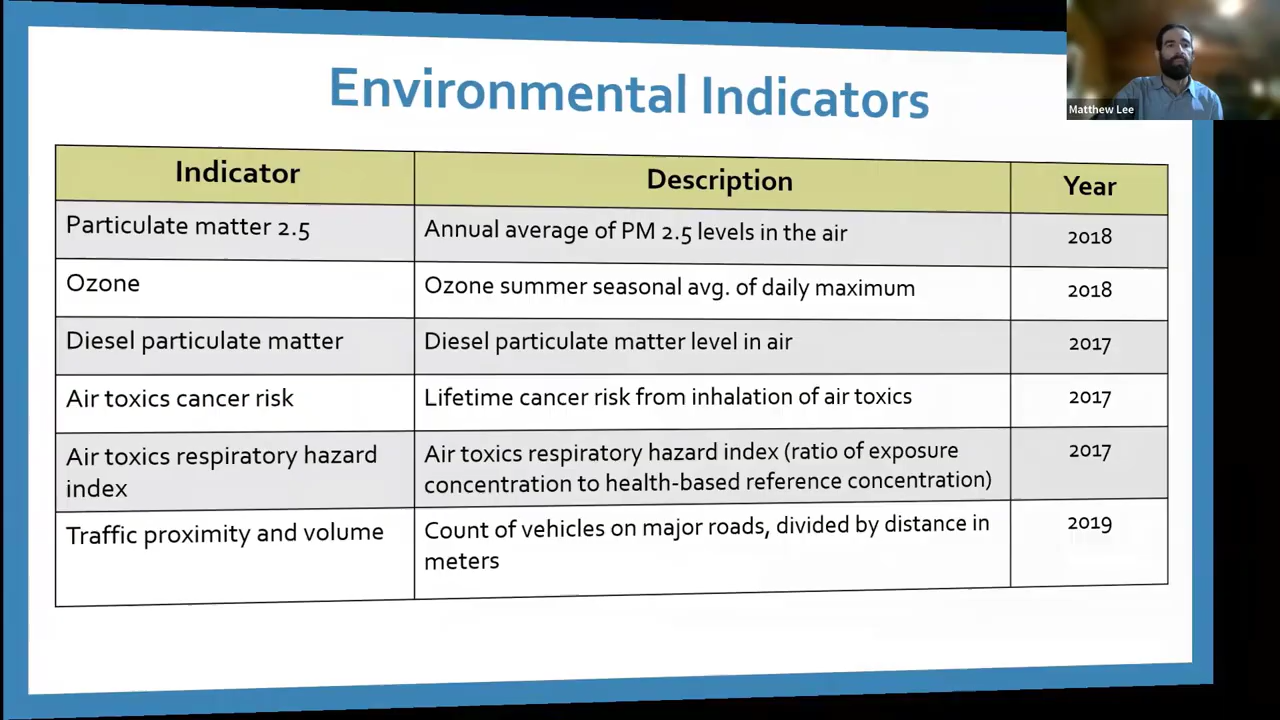 Environmental Indicators
Matthew Lee
Indicator Description Year
Particulate matter 2.5 Annual average of PM 2.5 levels in the air 2018
Ozone Ozone summer seasonal avg. of daily maximum 2018
Diesel particulate matter Diesel particulate matter level in air 2017
Air toxics cancer risk Lifetime cancer risk from inhalation of air toxics 2017
Air toxics respiratory hazard
index
Air toxics respiratory hazard index (ratio of exposure
concentration to health-based reference concentration)
2017
Traffic proximity and volume
Count of vehicles on major roads, divided by distance in
meters
2019